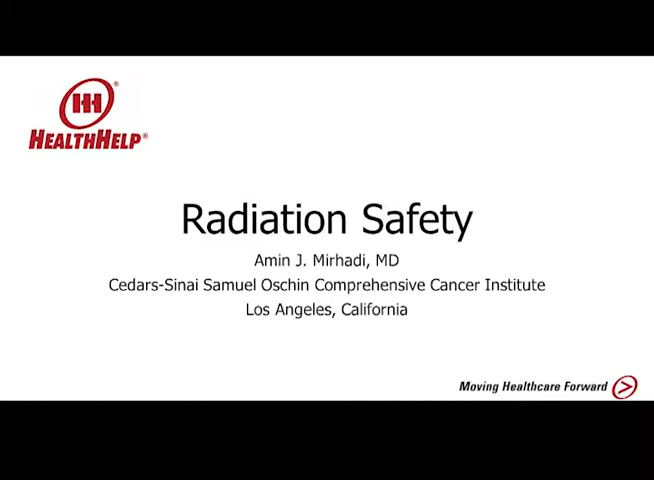 HEALTHHELP®
Radiation Safety
Amin J. Mirhadi, MD
Cedars-Sinai Samuel Oschin Comprehensive Cancer Institute
Los Angeles, California
Moving Healthcare Forward